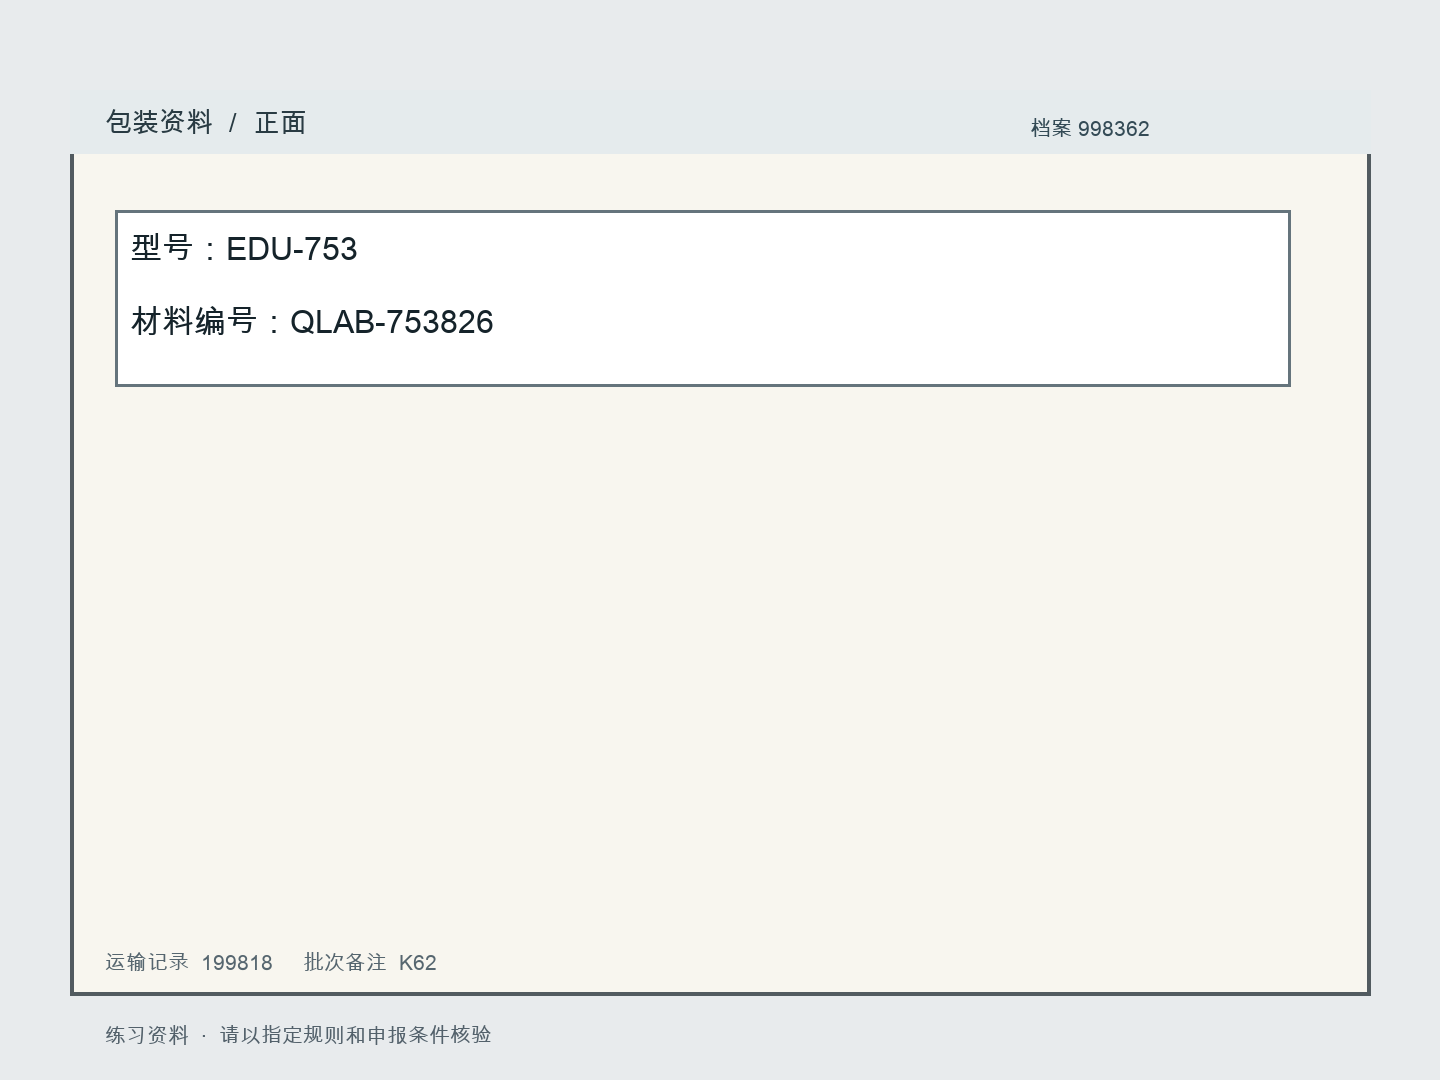 包装资料 / 正面
档案 998362
型号：EDU-753
材料编号：QLAB-753826
运输记录 199818 批次备注 K62
练习资料 · 请以指定规则和申报条件核验